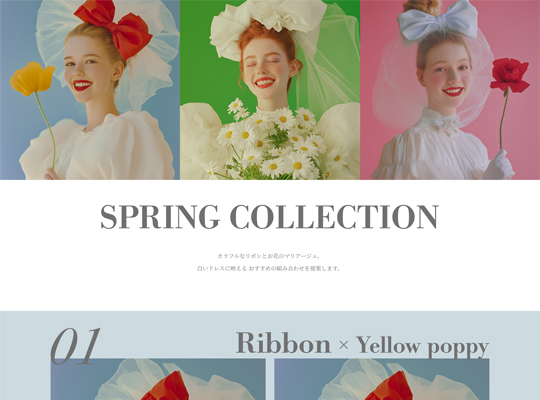 SPRING COLLECTION
カラフルなリボンとお花のマリアージュ。
白いドレスに映える おすすめの組み合わせを提案します。
01
Ribbon × Yellow poppy